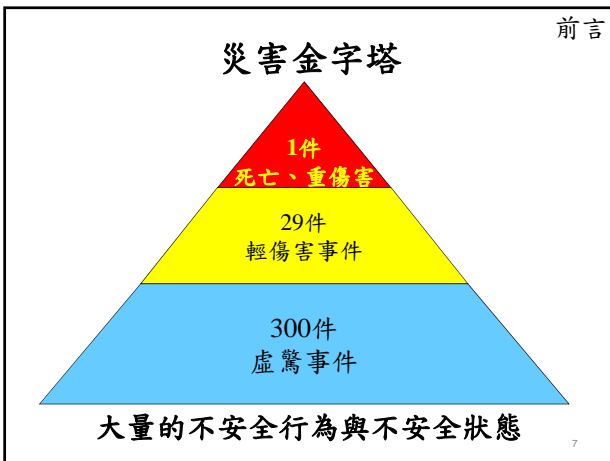 前言
災害金字塔
1件
死亡、重傷害
29件
輕傷害事件
300件
虛驚事件
大量的不安全行為與不安全狀態
7